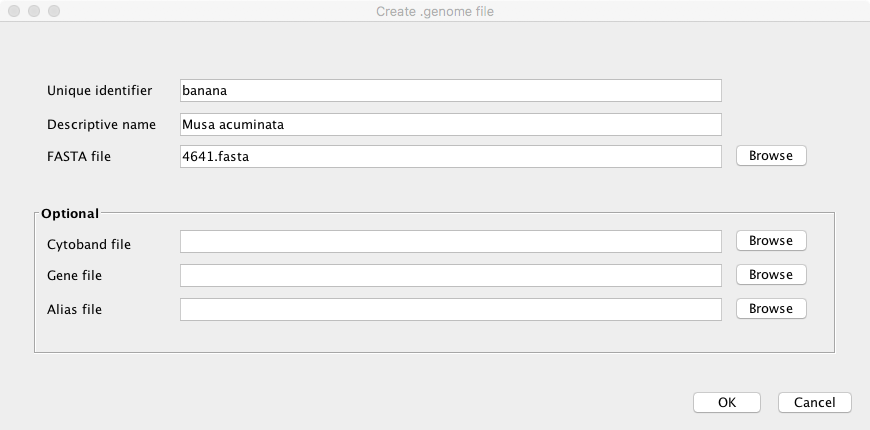 Create .genome file
Unique identifier banana
Descriptive name Musa acuminata
FASTA file 4641.fasta Browse
Optional
Cytoband file Browse
Gene file Browse
Alias file Browse
OK Cancel